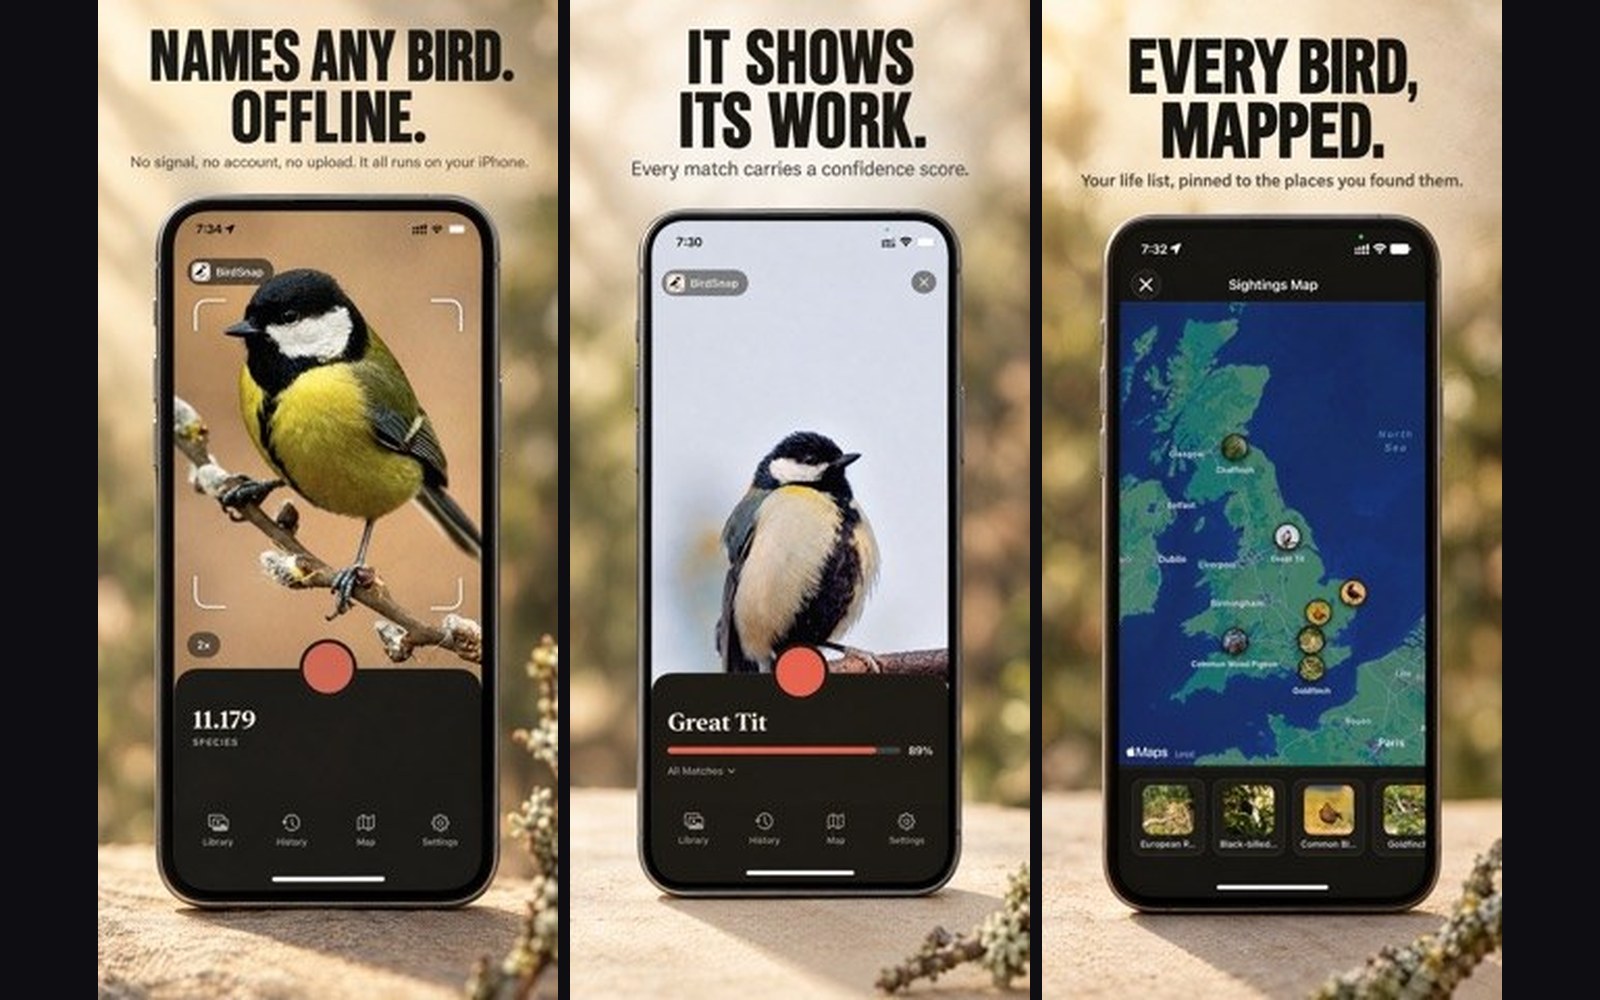 NAMES ANY BIRD.
OFFLINE.
No signal, no account, no upload. It all runs on your iPhone.
7:34
BirdSnap
2x
11.179
SPECIES
Library
History
Map
Settings
IT SHOWS
ITS WORK.
Every match carries a confidence score.
7:30
BirdSnap
Great Tit
89%
All Matches
Library
History
Map
Settings
EVERY BIRD,
MAPPED.
Your life list, pinned to the places you found them.
7:32
Sightings Map
North
Sea
Glasgow
Chaffinch
Belfast
Great Tit
Dublin
Liverpool
Birmingham
Common Wood Pigeon
Goldfinch
Lille
Rouen
Paris
Maps
Legal
European R...
Black-billed...
Common Bl...
Goldfinch